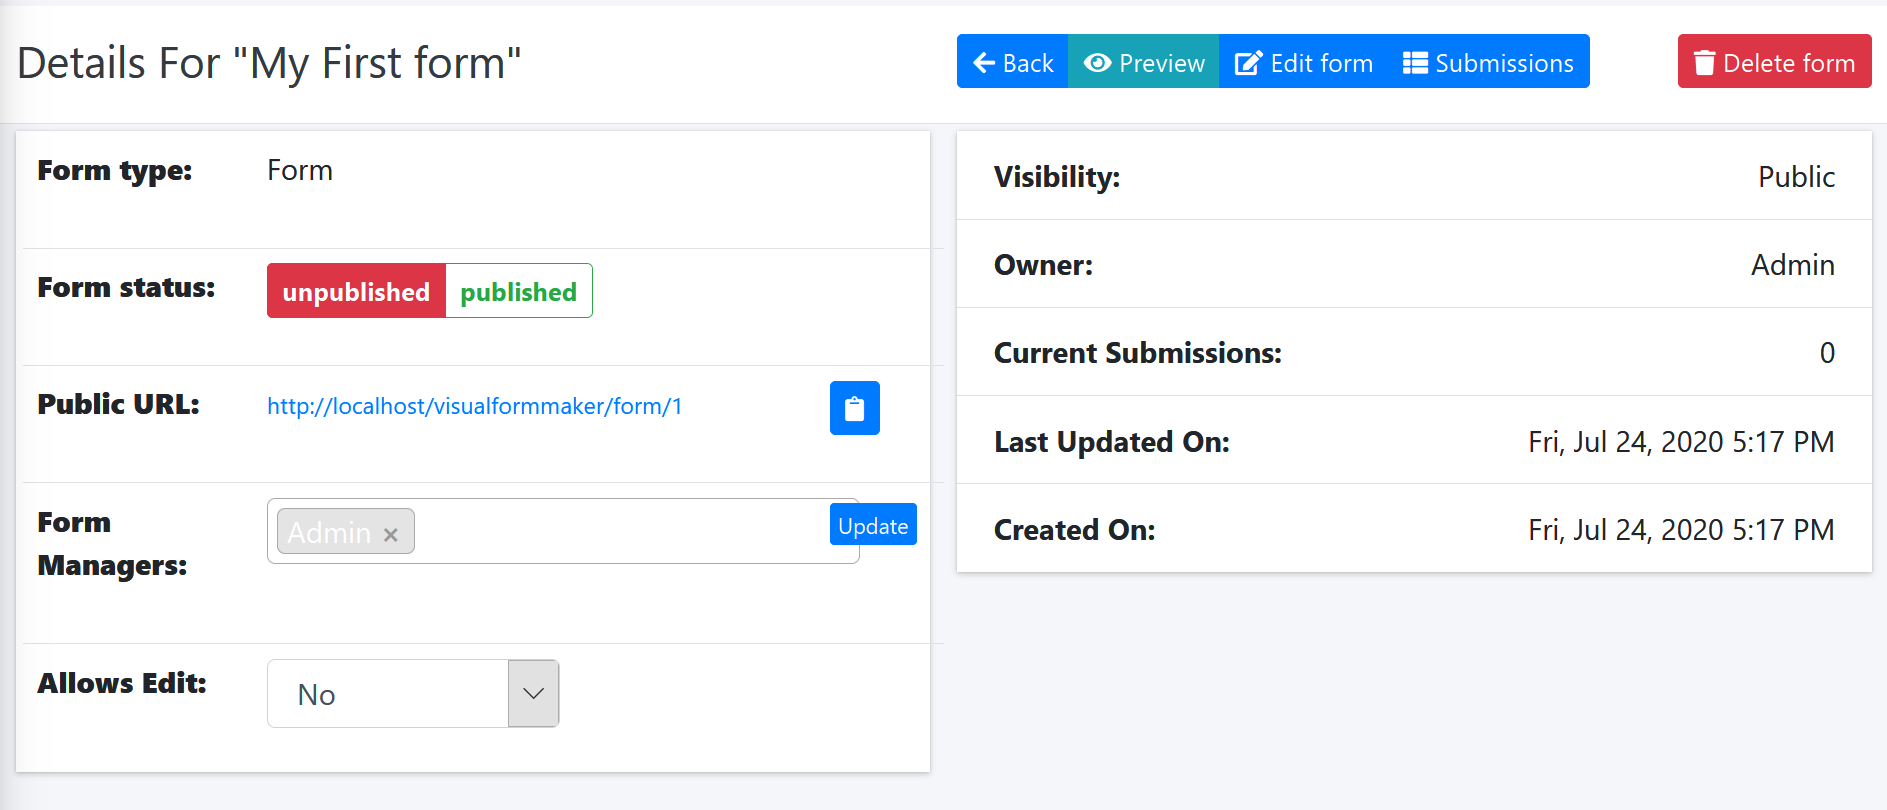 Details For "My First form"
Back
Preview
Edit form
Submissions
Delete form
Form type:
Form
Form status:
unpublished
published
Public URL:
http://localhost/visualformmaker/form/1
Form
Managers:
Admin ×
Update
Allows Edit:
No
Visibility:
Public
Owner:
Admin
Current Submissions:
0
Last Updated On:
Fri, Jul 24, 2020 5:17 PM
Created On:
Fri, Jul 24, 2020 5:17 PM